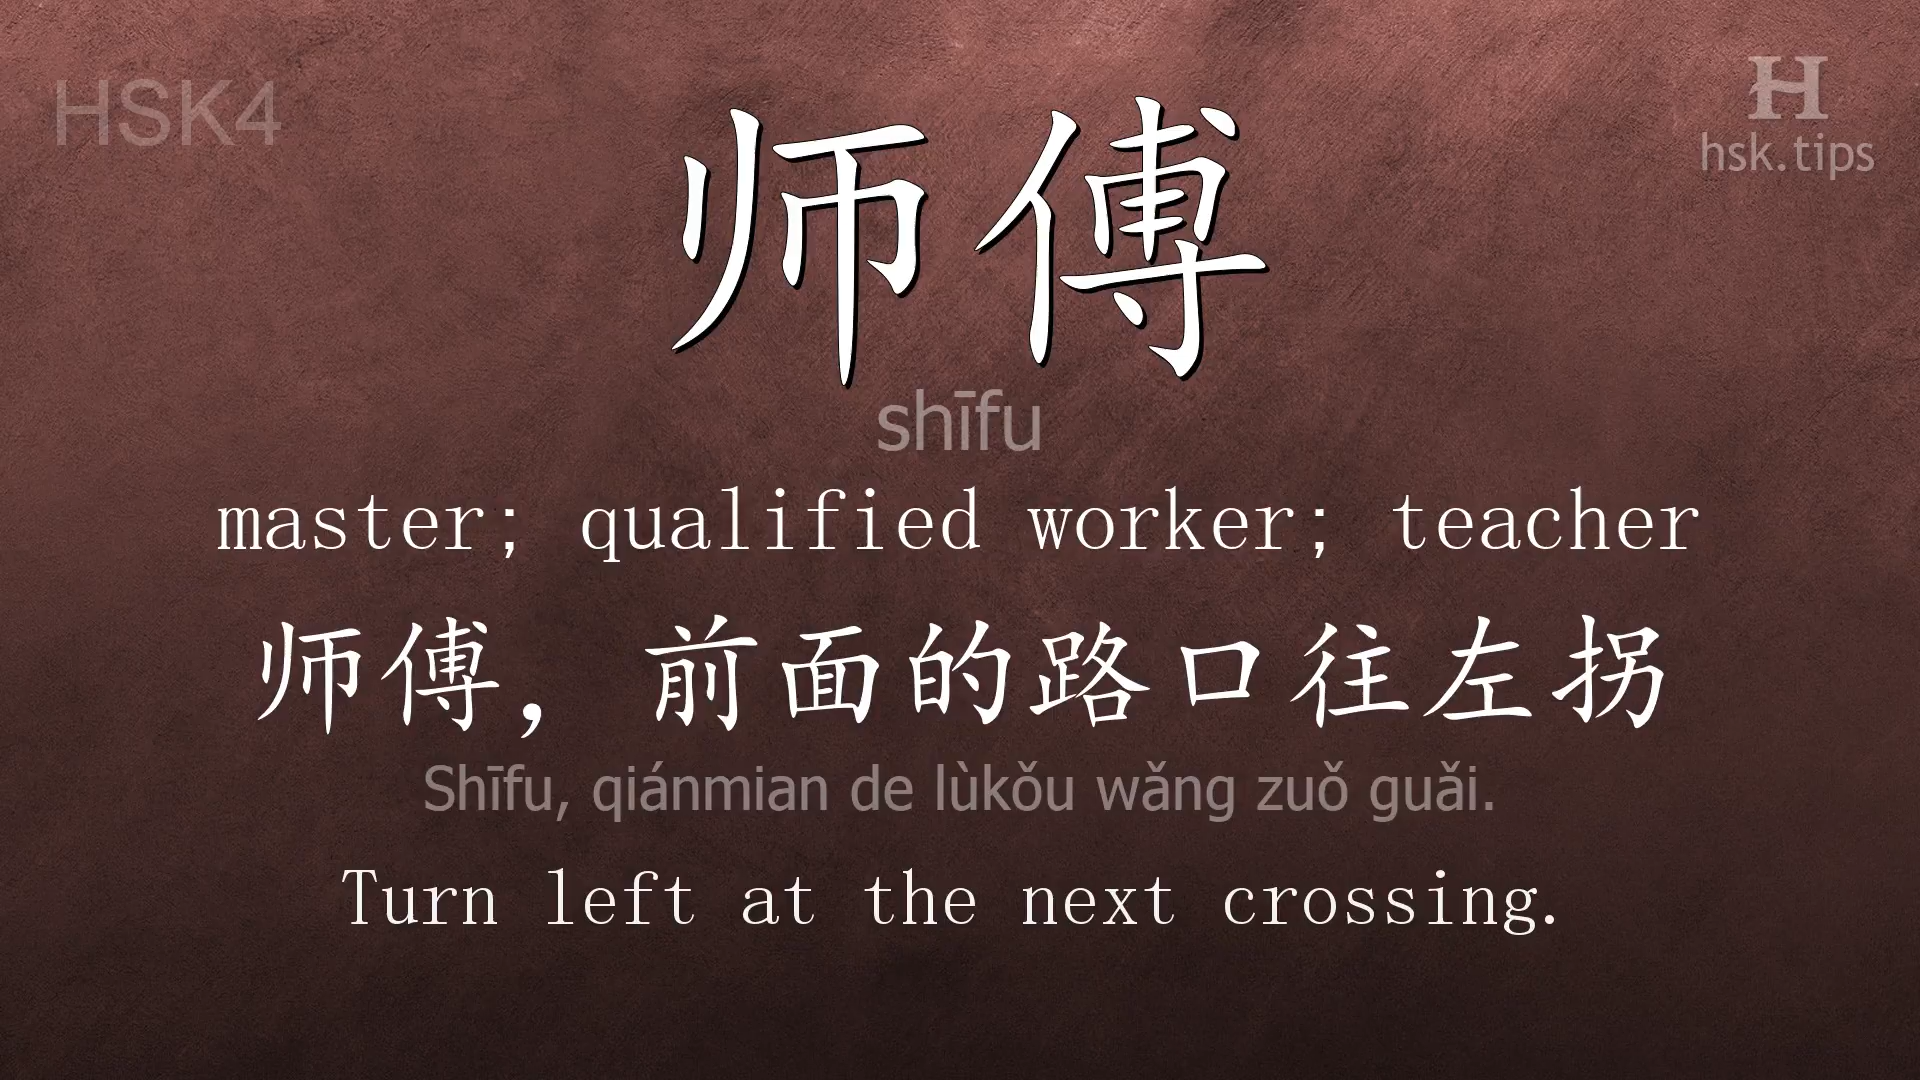 HSK4
H
hsk.tips
师傅
shīfu
master; qualified worker; teacher
师傅，前面的路口往左拐
Shīfu, qiánmian de lùkǒu wǎng zuǒ guǎi.
Turn left at the next crossing.